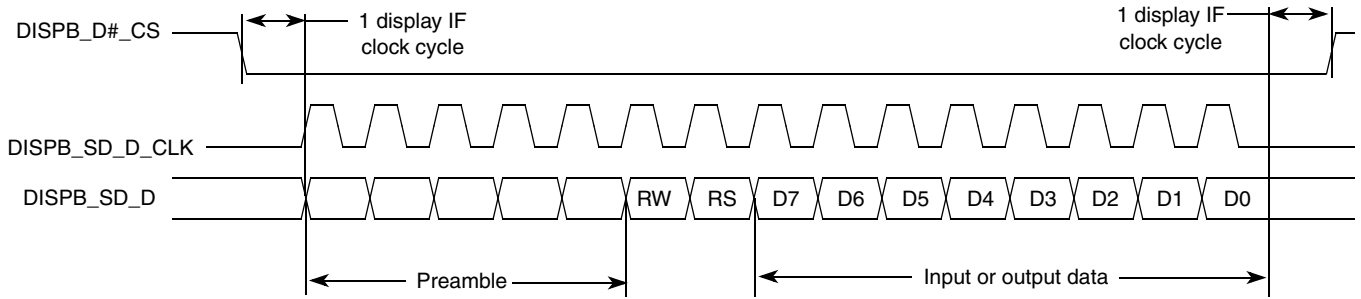 DISPB_D#_CS
1 display IF
clock cycle
1 display IF
clock cycle
DISPB_SD_D_CLK
DISPB_SD_D
RW RS D7 D6 D5 D4 D3 D2 D1 D0
Preamble
Input or output data